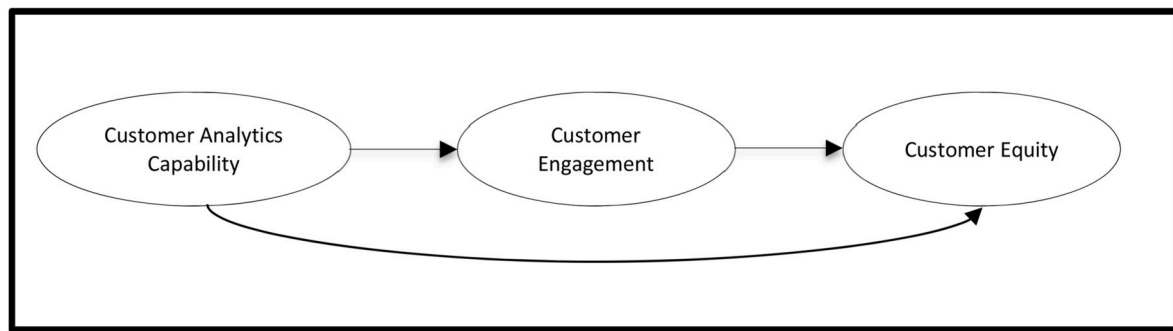 Customer Analytics
Capability
Customer
Engagement
Customer Equity